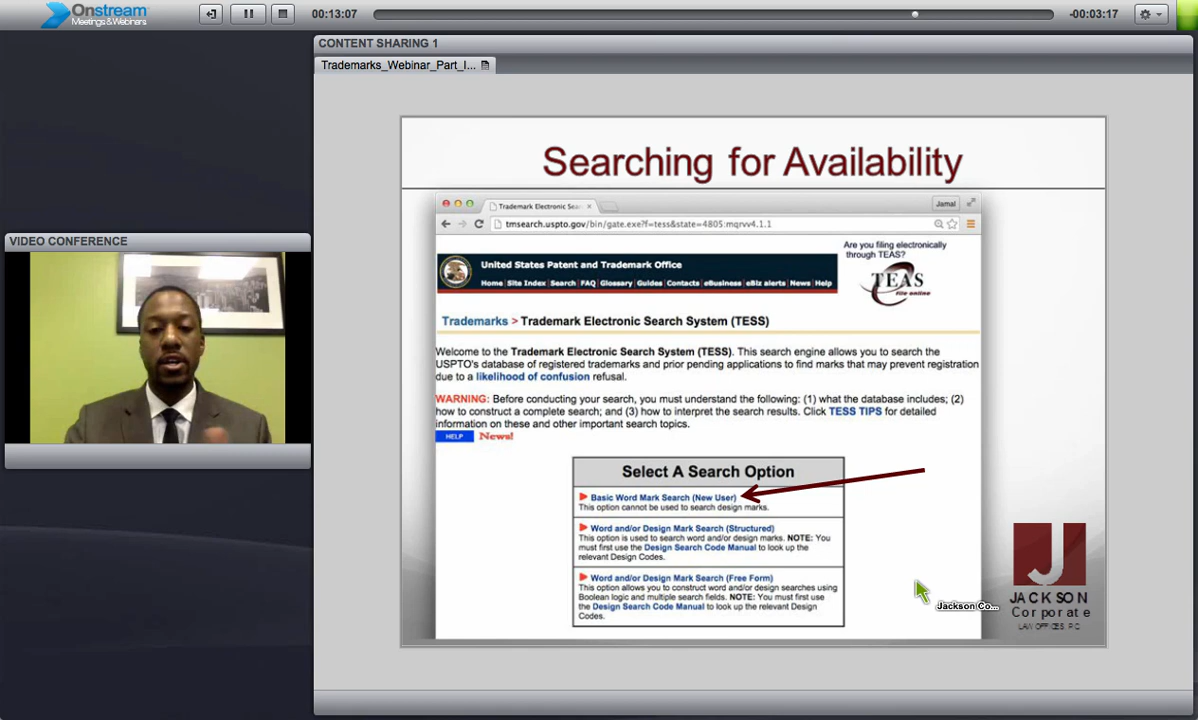 Onstream
Meetings&Webinars
00:13:07
-00:03:17
CONTENT SHARING 1
Trademarks_Webinar_Part_I...
VIDEO CONFERENCE
Searching for Availability
Trademark Electronic Sear
Jamal
tmsearch.uspto.gov/bin/gate.exe?f=tess&state=4805:mqrvv4.1.1
Are you filing electronically
through TEAS?
United States Patent and Trademark Office
Home|Site Index|Search|FAQ|Glossary|Guides|Contacts|eBusiness|eBiz alerts|News|Help
TEAS
file online
Trademarks > Trademark Electronic Search System (TESS)
Welcome to the Trademark Electronic Search System (TESS). This search engine allows you to search the
USPTO's database of registered trademarks and prior pending applications to find marks that may prevent registration
due to a likelihood of confusion refusal.
WARNING: Before conducting your search, you must understand the following: (1) what the database includes; (2)
how to construct a complete search; and (3) how to interpret the search results. Click TESS TIPS for detailed
information on these and other important search topics.
HELP News!
Select A Search Option
Basic Word Mark Search (New User)
This option cannot be used to search design marks.
Word and/or Design Mark Search (Structured)
This option is used to search word and/or design marks. NOTE: You
must first use the Design Search Code Manual to look up the
relevant Design Codes.
Word and/or Design Mark Search (Free Form)
This option allows you to construct word and/or design searches using
Boolean logic and multiple search fields. NOTE: You must first use
the Design Search Code Manual to look up the relevant Design
Codes.
Jackson Co...
J
JACKSON
Corporate
LAW OFFICES, P.C.